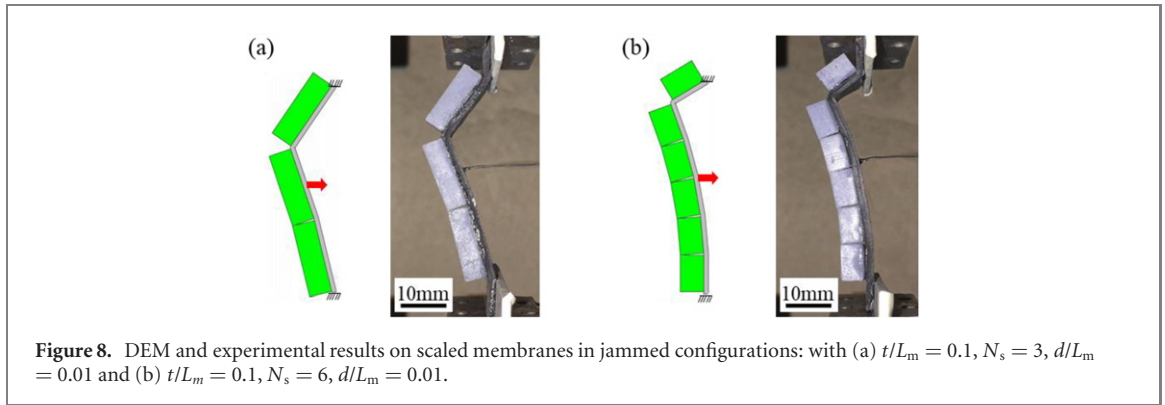 (a)
(b)
10mm
10mm
Figure 8. DEM and experimental results on scaled membranes in jammed configurations: with (a) t/Lm = 0.1, Ns = 3, d/Lm
= 0.01 and (b) t/Lm = 0.1, Ns = 6, d/Lm = 0.01.